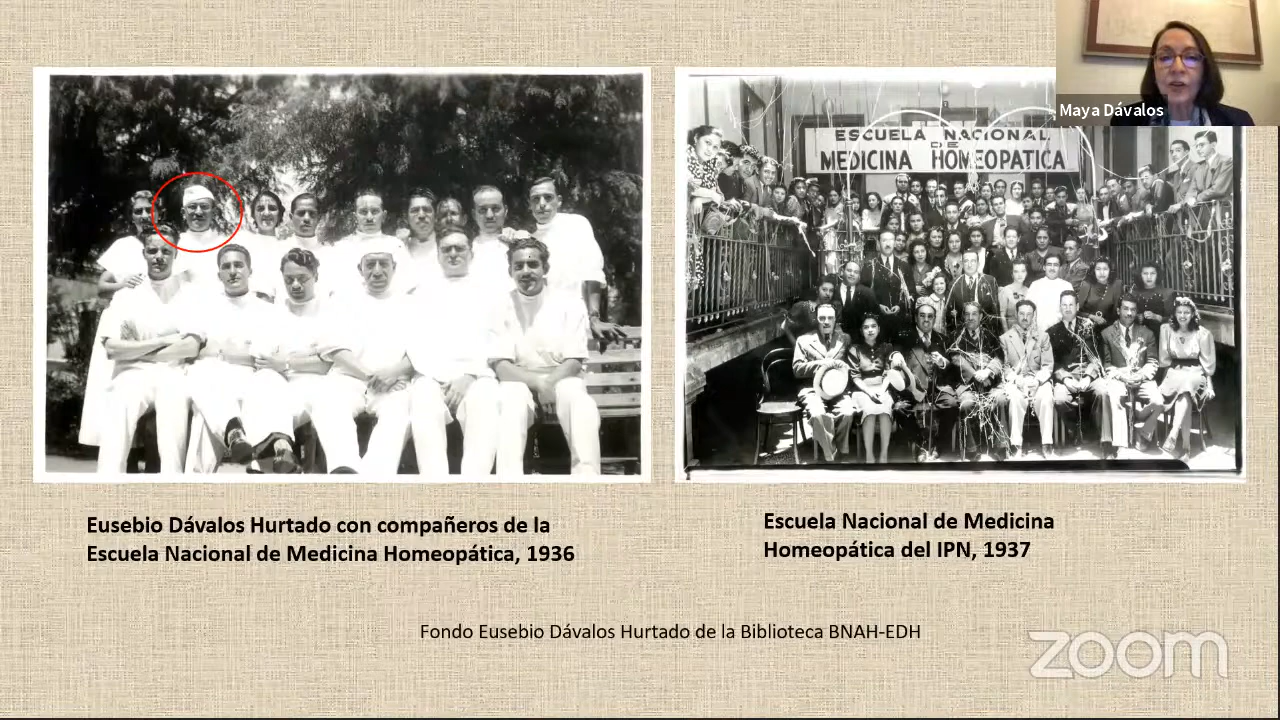 Maya Dávalos
ESCUELA NACIONAL
DE
MEDICINA HOMEOPATICA
Eusebio Dávalos Hurtado con compañeros de la
Escuela Nacional de Medicina Homeopática, 1936
Escuela Nacional de Medicina
Homeopática del IPN, 1937
Fondo Eusebio Dávalos Hurtado de la Biblioteca BNAH-EDH
zoom